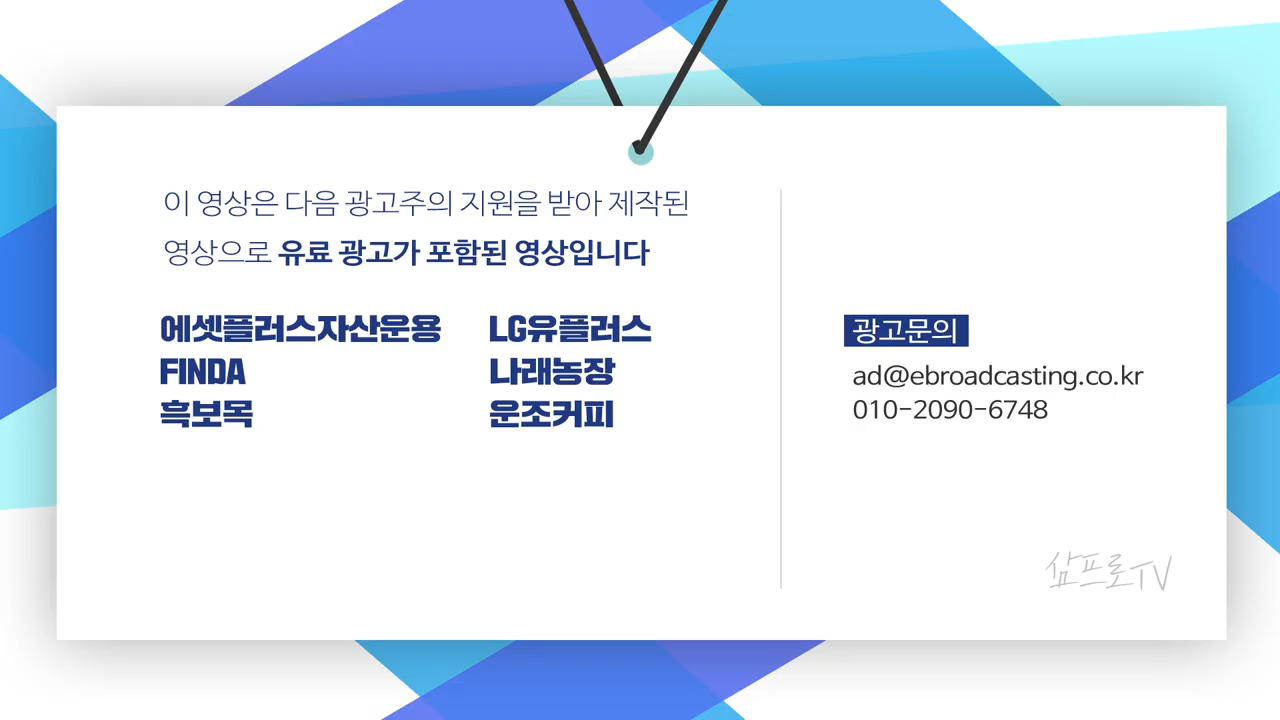 이 영상은 다음 광고주의 지원을 받아 제작된
영상으로 유료 광고가 포함된 영상입니다
에셋플러스자산운용
FINDA
흑보목
LG유플러스
나래농장
운조커피
광고문의
ad@ebroadcasting.co.kr
010-2090-6748
삼프로TV